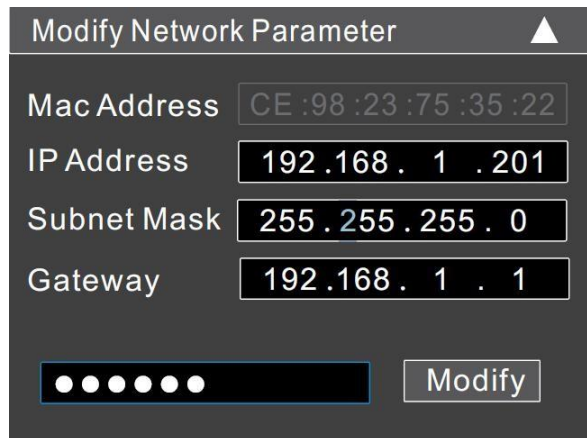 Modify Network Parameter
Mac Address CE :98 :23 :75 :35 :22
IP Address 192 .168 . 1 .201
Subnet Mask 255 . 255 . 255 . 0
Gateway 192 .168 . 1 . 1
●●●●●● Modify